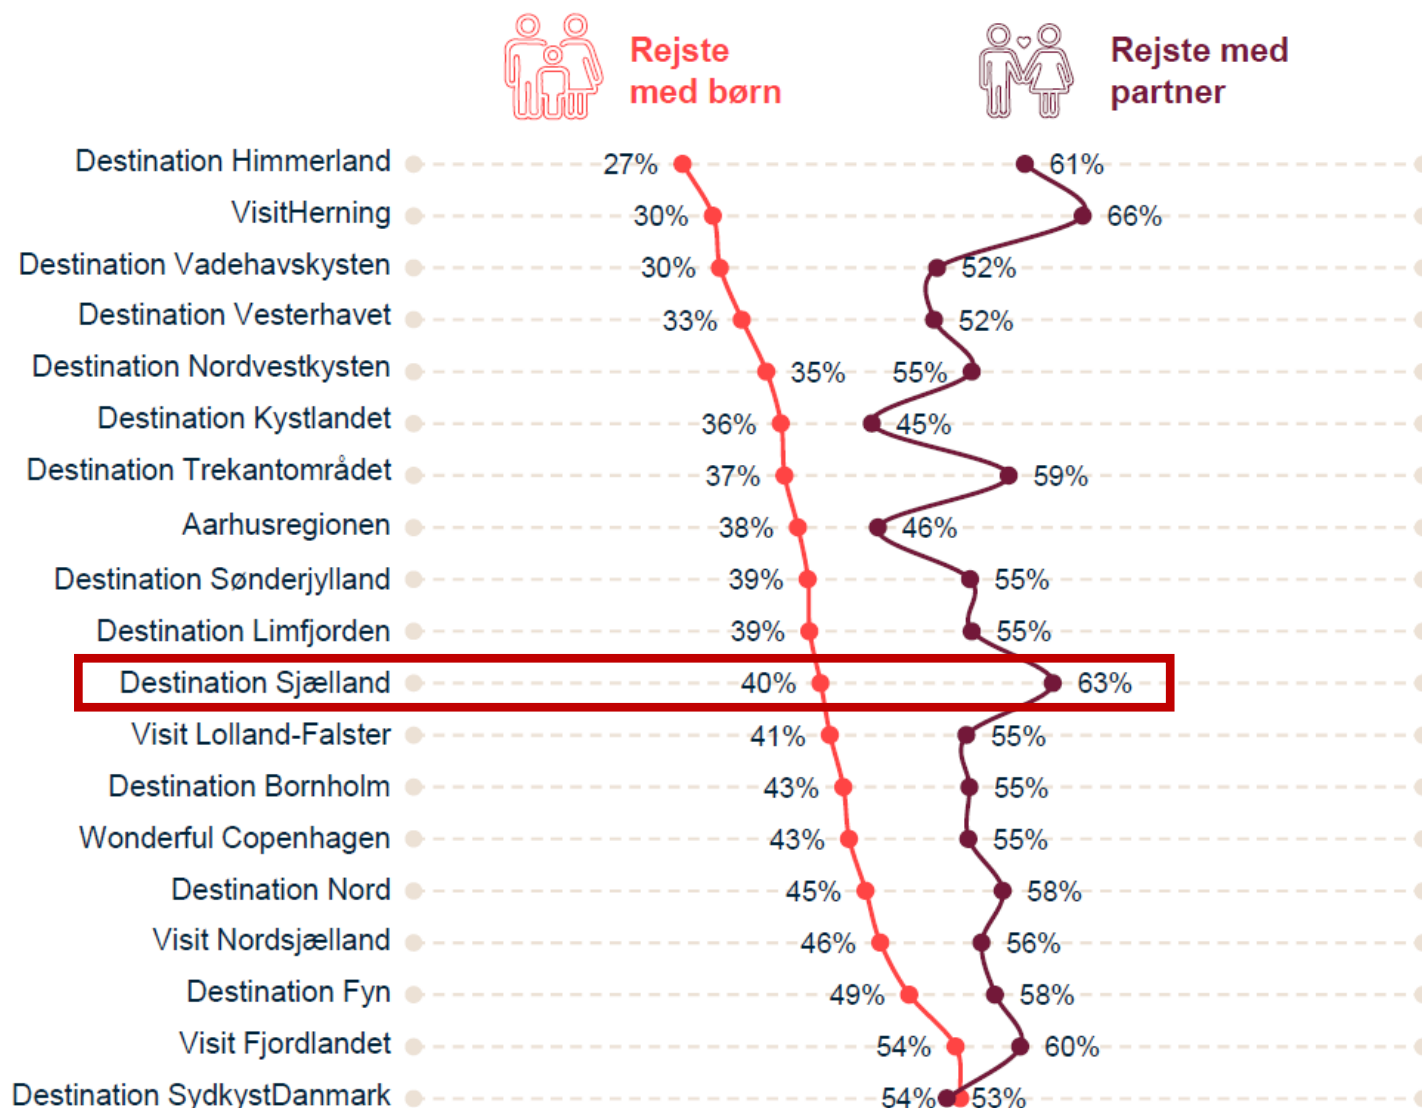 Rejste
med børn
Rejste med
partner
Destination Himmerland 27% 61%
VisitHerning 30% 66%
Destination Vadehavskysten 30% 52%
Destination Vesterhavet 33% 52%
Destination Nordvestkysten 35% 55%
Destination Kystlandet 36% 45%
Destination Trekantområdet 37% 59%
Aarhusregionen 38% 46%
Destination Sønderjylland 39% 55%
Destination Limfjorden 39% 55%
Destination Sjælland 40% 63%
Visit Lolland-Falster 41% 55%
Destination Bornholm 43% 55%
Wonderful Copenhagen 43% 55%
Destination Nord 45% 58%
Visit Nordsjælland 46% 56%
Destination Fyn 49% 58%
Visit Fjordlandet 54% 60%
Destination SydkystDanmark 54% 53%